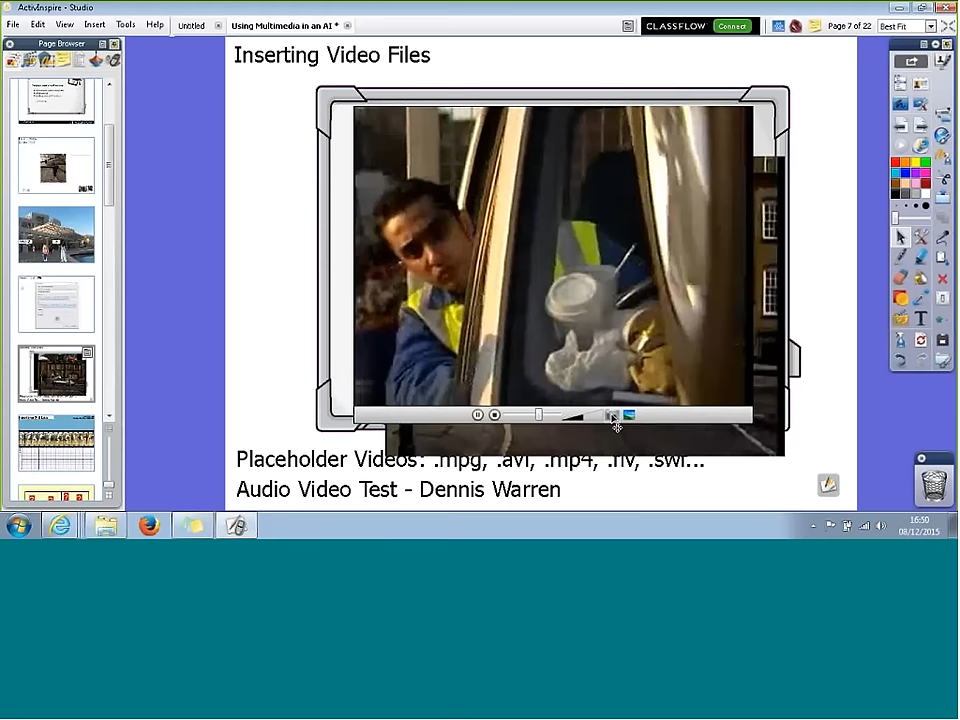 ActivInspire - Studio
File Edit View Insert Tools Help
Untitled
Using Multimedia in an AI *
CLASSFLOW Connect
Page 7 of 22
Best Fit
Page Browser
Inserting Video Files
Placeholder Videos: .mpg, .avi, .mp4, .flv, .swf...
Audio Video Test - Dennis Warren
16:50
08/12/2015